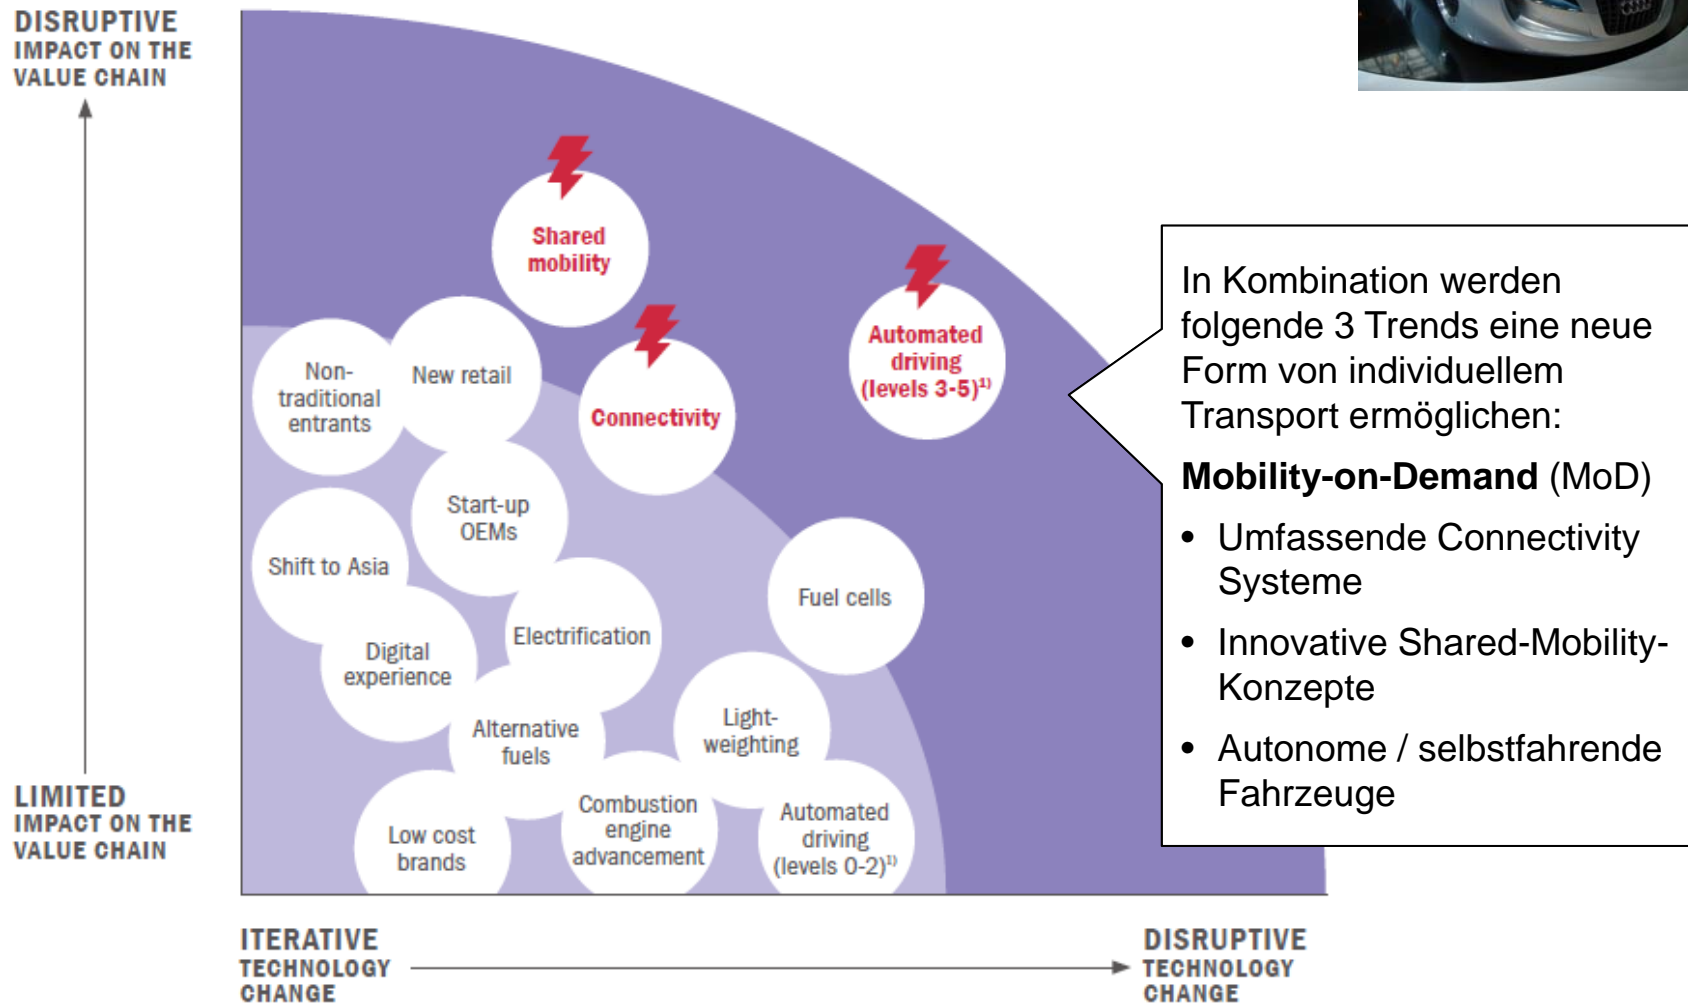 DISRUPTIVE
IMPACT ON THE
VALUE CHAIN
Shared
mobility
Automated
driving
(levels 3-5)¹⁾
Non-
traditional
entrants
New retail
Connectivity
Start-up
OEMs
Shift to Asia
Fuel cells
Electrification
Digital
experience
Light-
weighting
Alternative
fuels
Combustion
engine
advancement
Automated
driving
(levels 0-2)¹⁾
Low cost
brands
LIMITED
IMPACT ON THE
VALUE CHAIN
ITERATIVE
TECHNOLOGY
CHANGE
DISRUPTIVE
TECHNOLOGY
CHANGE
In Kombination werden
folgende 3 Trends eine neue
Form von individuellem
Transport ermöglichen:
Mobility-on-Demand (MoD)
• Umfassende Connectivity
Systeme
• Innovative Shared-Mobility-
Konzepte
• Autonome / selbstfahrende
Fahrzeuge